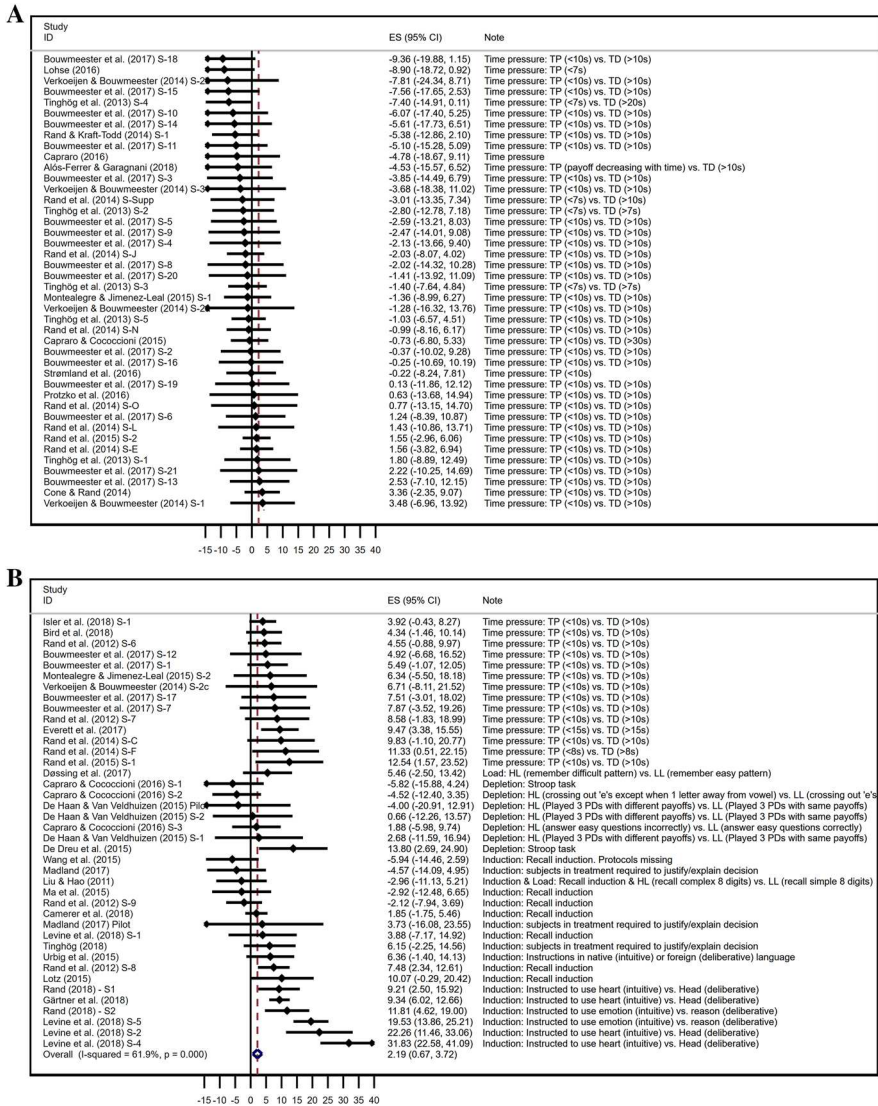 A
Study
ID ES (95% CI) Note
Bouwmeester et al. (2017) S-18 -9.36 (-19.88, 1.15) Time pressure: TP (<10s) vs. TD (>10s)
Lohse (2016) -8.90 (-18.72, 0.92) Time pressure: TP (<7s)
Verkoeijen & Bouwmeester (2014) S-2 -7.81 (-24.34, 8.71) Time pressure: TP (<10s) vs. TD (>10s)
Bouwmeester et al. (2017) S-15 -7.56 (-17.65, 2.53) Time pressure: TP (<10s) vs. TD (>10s)
Tinghög et al. (2013) S-4 -7.40 (-14.91, 0.11) Time pressure: TP (<7s) vs. TD (>20s)
Bouwmeester et al. (2017) S-10 -6.07 (-17.40, 5.25) Time pressure: TP (<10s) vs. TD (>10s)
Bouwmeester et al. (2017) S-14 -5.61 (-17.73, 6.51) Time pressure: TP (<10s) vs. TD (>10s)
Rand & Kraft-Todd (2014) S-1 -5.38 (-12.86, 2.10) Time pressure: TP (<10s) vs. TD (>10s)
Bouwmeester et al. (2017) S-11 -5.10 (-15.28, 5.09) Time pressure: TP (<10s) vs. TD (>10s)
Capraro (2016) -4.78 (-18.67, 9.11) Time pressure
Alós-Ferrer & Garagnani (2018) -4.53 (-15.57, 6.52) Time pressure: TP (payoff decreasing with time) vs. TD (>10s)
Bouwmeester et al. (2017) S-3 -3.85 (-14.49, 6.79) Time pressure: TP (<10s) vs. TD (>10s)
Verkoeijen & Bouwmeester (2014) S-3 -3.68 (-18.38, 11.02) Time pressure: TP (<10s) vs. TD (>10s)
Rand et al. (2014) S-Supp -3.01 (-13.35, 7.34) Time pressure: TP (<7s) vs. TD (>10s)
Tinghög et al. (2013) S-2 -2.80 (-12.78, 7.18) Time pressure: TP (<7s) vs. TD (>7s)
Bouwmeester et al. (2017) S-5 -2.59 (-13.21, 8.03) Time pressure: TP (<10s) vs. TD (>10s)
Bouwmeester et al. (2017) S-9 -2.47 (-14.01, 9.08) Time pressure: TP (<10s) vs. TD (>10s)
Bouwmeester et al. (2017) S-4 -2.13 (-13.66, 9.40) Time pressure: TP (<10s) vs. TD (>10s)
Rand et al. (2014) S-J -2.03 (-8.07, 4.02) Time pressure: TP (<10s) vs. TD (>10s)
Bouwmeester et al. (2017) S-8 -2.02 (-14.32, 10.28) Time pressure: TP (<10s) vs. TD (>10s)
Bouwmeester et al. (2017) S-20 -1.41 (-13.92, 11.09) Time pressure: TP (<10s) vs. TD (>10s)
Tinghög et al. (2013) S-3 -1.40 (-7.64, 4.84) Time pressure: TP (<7s) vs. TD (>7s)
Montealegre & Jimenez-Leal (2015) S-1 -1.36 (-8.99, 6.27) Time pressure: TP (<10s) vs. TD (>10s)
Verkoeijen & Bouwmeester (2014) S-2 -1.28 (-16.32, 13.76) Time pressure: TP (<10s) vs. TD (>10s)
Tinghög et al. (2013) S-5 -1.03 (-6.57, 4.51) Time pressure: TP (<10s) vs. TD (>10s)
Rand et al. (2014) S-N -0.99 (-8.16, 6.17) Time pressure: TP (<10s) vs. TD (>10s)
Capraro & Cococcioni (2015) -0.73 (-6.80, 5.33) Time pressure: TP (<10s) vs. TD (>30s)
Bouwmeester et al. (2017) S-2 -0.37 (-10.02, 9.28) Time pressure: TP (<10s) vs. TD (>10s)
Bouwmeester et al. (2017) S-16 -0.25 (-10.69, 10.19) Time pressure: TP (<10s) vs. TD (>10s)
Strømland et al. (2016) -0.22 (-8.24, 7.81) Time pressure: TP (<10s)
Bouwmeester et al. (2017) S-19 0.13 (-11.86, 12.12) Time pressure: TP (<10s) vs. TD (>10s)
Protzko et al. (2016) 0.63 (-13.68, 14.94) Time pressure: TP (<10s) vs. TD (>10s)
Rand et al. (2014) S-O 0.77 (-13.15, 14.70) Time pressure: TP (<10s) vs. TD (>10s)
Bouwmeester et al. (2017) S-6 1.24 (-8.39, 10.87) Time pressure: TP (<10s) vs. TD (>10s)
Rand et al. (2014) S-L 1.43 (-10.86, 13.71) Time pressure: TP (<10s) vs. TD (>10s)
Rand et al. (2015) S-2 1.55 (-2.96, 6.06) Time pressure: TP (<10s) vs. TD (>10s)
Rand et al. (2014) S-E 1.56 (-3.82, 6.94) Time pressure: TP (<10s) vs. TD (>10s)
Tinghög et al. (2013) S-1 1.80 (-8.89, 12.49) Time pressure: TP (<10s) vs. TD (>10s)
Bouwmeester et al. (2017) S-21 2.22 (-10.25, 14.69) Time pressure: TP (<10s) vs. TD (>10s)
Bouwmeester et al. (2017) S-13 2.53 (-7.10, 12.15) Time pressure: TP (<10s) vs. TD (>10s)
Cone & Rand (2014) 3.36 (-2.35, 9.07) Time pressure: TP (<10s) vs. TD (>10s)
Verkoeijen & Bouwmeester (2014) S-1 3.48 (-6.96, 13.92) Time pressure: TP (<10s) vs. TD (>10s)
-15 -10 -5 0 5 10 15 20 25 30 35 40
B
Study
ID ES (95% CI) Note
Isler et al. (2018) S-1 3.92 (-0.43, 8.27) Time pressure: TP (<10s) vs. TD (>10s)
Bird et al. (2018) 4.34 (-1.46, 10.14) Time pressure: TP (<10s) vs. TD (>10s)
Rand et al. (2012) S-6 4.55 (-0.88, 9.97) Time pressure: TP (<10s) vs. TD (>10s)
Bouwmeester et al. (2017) S-12 4.92 (-6.68, 16.52) Time pressure: TP (<10s) vs. TD (>10s)
Bouwmeester et al. (2017) S-1 5.49 (-1.07, 12.05) Time pressure: TP (<10s) vs. TD (>10s)
Montealegre & Jimenez-Leal (2015) S-2 6.34 (-5.50, 18.18) Time pressure: TP (<10s) vs. TD (>10s)
Verkoeijen & Bouwmeester (2014) S-2c 6.71 (-8.11, 21.52) Time pressure: TP (<10s) vs. TD (>10s)
Bouwmeester et al. (2017) S-17 7.51 (-3.01, 18.02) Time pressure: TP (<10s) vs. TD (>10s)
Bouwmeester et al. (2017) S-7 7.87 (-3.52, 19.26) Time pressure: TP (<10s) vs. TD (>10s)
Rand et al. (2012) S-7 8.58 (-1.83, 18.99) Time pressure: TP (<10s) vs. TD (>10s)
Everett et al. (2017) 9.47 (3.38, 15.55) Time pressure: TP (<15s) vs. TD (>15s)
Rand et al. (2014) S-C 9.83 (-1.10, 20.77) Time pressure: TP (<10s) vs. TD (>10s)
Rand et al. (2014) S-F 11.33 (0.51, 22.15) Time pressure: TP (<8s) vs. TD (>8s)
Rand et al. (2015) S-1 12.54 (1.57, 23.52) Time pressure: TP (<10s) vs. TD (>10s)
Døssing et al. (2017) 5.46 (-2.50, 13.42) Load: HL (remember difficult pattern) vs. LL (remember easy pattern)
Capraro & Cococcioni (2016) S-1 -5.82 (-15.88, 4.24) Depletion: Stroop task
Capraro & Cococcioni (2016) S-2 -4.52 (-12.40, 3.35) Depletion: HL (crossing out 'e's except when 1 letter away from vowel) vs. LL (crossing out 'e's
De Haan & Van Veldhuizen (2015) Pilo -4.00 (-20.91, 12.91) Depletion: HL (Played 3 PDs with different payoffs) vs. LL (Played 3 PDs with same payoffs)
De Haan & Van Veldhuizen (2015) S-2 0.66 (-12.26, 13.57) Depletion: HL (Played 3 PDs with different payoffs) vs. LL (Played 3 PDs with same payoffs)
Capraro & Cococcioni (2016) S-3 1.88 (-5.98, 9.74) Depletion: HL (answer easy questions incorrectly) vs. LL (answer easy questions correctly)
De Haan & Van Veldhuizen (2015) S-1 2.68 (-11.59, 16.94) Depletion: HL (Played 3 PDs with different payoffs) vs. LL (Played 3 PDs with same payoffs)
De Dreu et al. (2015) 13.80 (2.69, 24.90) Depletion: Stroop task
Wang et al. (2015) -5.94 (-14.46, 2.59) Induction: Recall induction. Protocols missing
Madland (2017) -4.57 (-14.09, 4.95) Induction: subjects in treatment required to justify/explain decision
Liu & Hao (2011) -2.96 (-11.13, 5.21) Induction & Load: Recall induction & HL (recall complex 8 digits) vs. LL (recall simple 8 digits)
Ma et al. (2015) -2.92 (-12.48, 6.65) Induction: Recall induction
Rand et al. (2012) S-9 -2.12 (-7.94, 3.69) Induction: Recall induction
Camerer et al. (2018) 1.85 (-1.75, 5.46) Induction: Recall induction
Madland (2017) Pilot 3.73 (-16.08, 23.55) Induction: subjects in treatment required to justify/explain decision
Levine et al. (2018) S-1 3.88 (-7.17, 14.92) Induction: Recall induction
Tinghög (2018) 6.15 (-2.25, 14.56) Induction: subjects in treatment required to justify/explain decision
Urbig et al. (2015) 6.36 (-1.40, 14.13) Induction: Instructions in native (intuitive) or foreign (deliberative) language
Rand et al. (2012) S-8 7.48 (2.34, 12.61) Induction: Recall induction
Lotz (2015) 10.07 (-0.29, 20.42) Induction: Recall induction
Rand (2018) - S1 9.21 (2.50, 15.92) Induction: Instructed to use heart (intuitive) vs. Head (deliberative)
Gärtner et al. (2018) 9.34 (6.02, 12.66) Induction: Instructed to use heart (intuitive) vs. Head (deliberative)
Rand (2018) - S2 11.81 (4.62, 19.00) Induction: Instructed to use emotion (intuitive) vs. reason (deliberative)
Levine et al. (2018) S-5 19.53 (13.86, 25.21) Induction: Instructed to use emotion (intuitive) vs. reason (deliberative)
Levine et al. (2018) S-2 22.26 (11.46, 33.06) Induction: Instructed to use heart (intuitive) vs. Head (deliberative)
Levine et al. (2018) S-4 31.83 (22.58, 41.09) Induction: Instructed to use heart (intuitive) vs. Head (deliberative)
Overall (I-squared = 61.9%, p = 0.000) 2.19 (0.67, 3.72)
-15 -10 -5 0 5 10 15 20 25 30 35 40